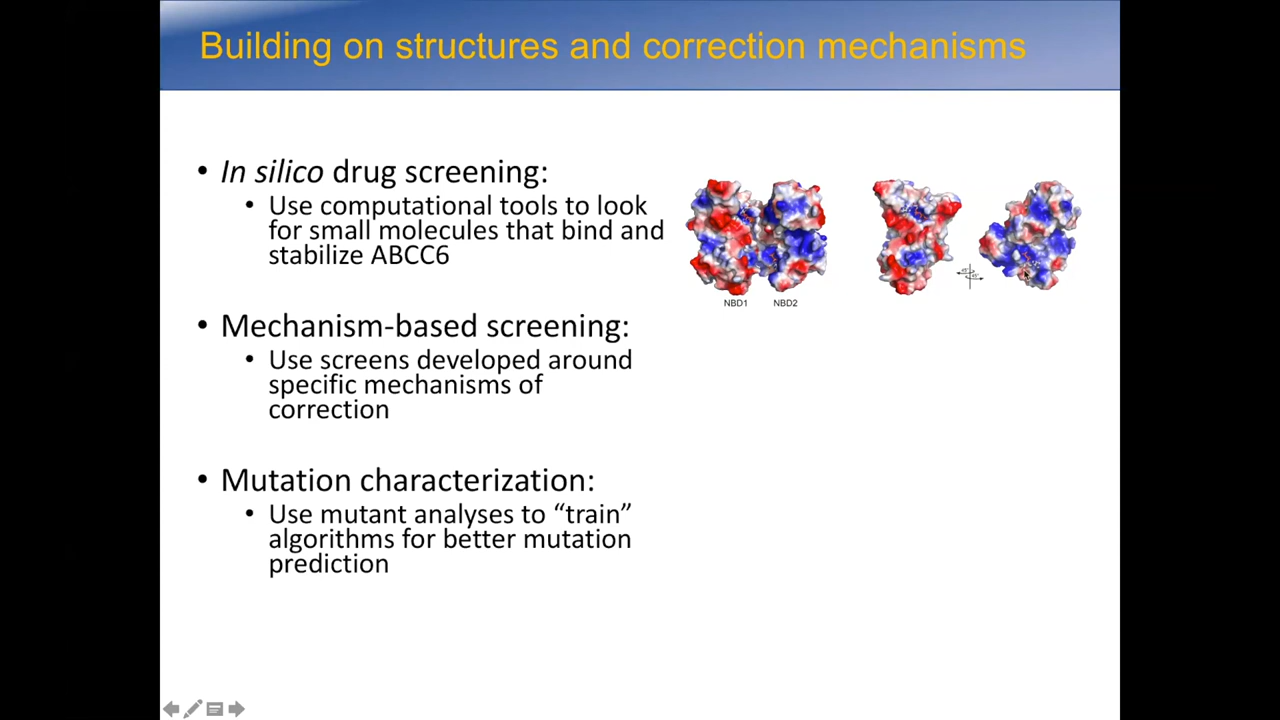 Building on structures and correction mechanisms
• In silico drug screening:
• Use computational tools to look
for small molecules that bind and
stabilize ABCC6
NBD1 NBD2
• Mechanism-based screening:
• Use screens developed around
specific mechanisms of
correction
• Mutation characterization:
• Use mutant analyses to “train”
algorithms for better mutation
prediction